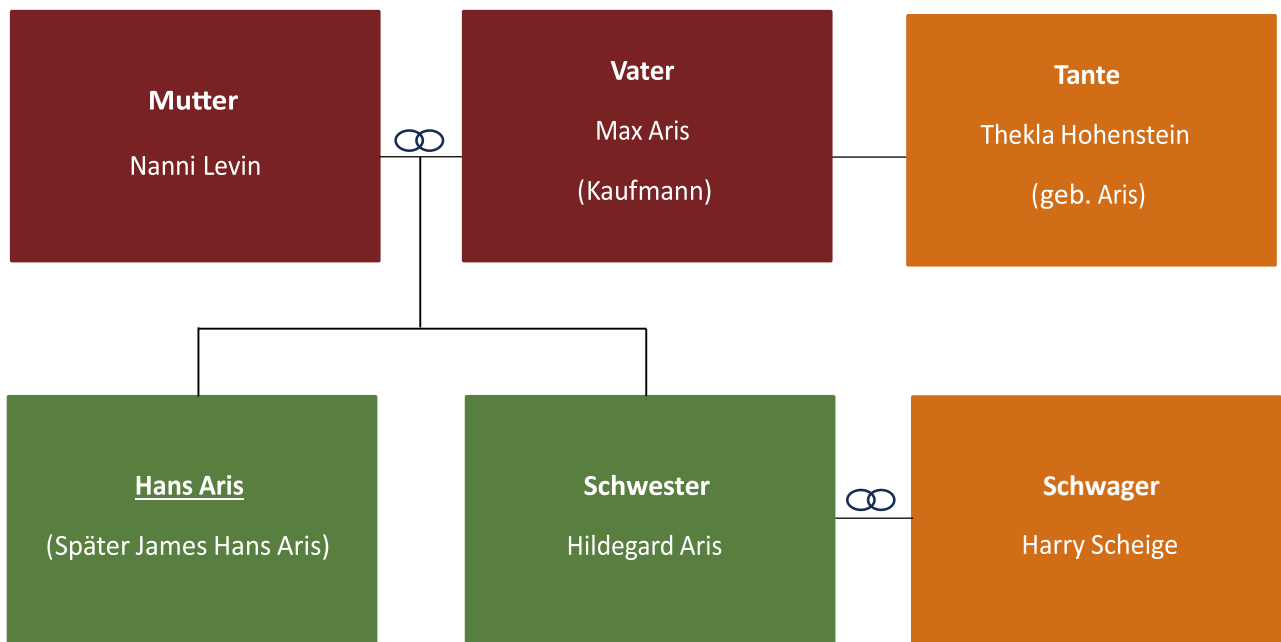 Mutter
Nanni Levin
Vater
Max Aris
(Kaufmann)
Tante
Thekla Hohenstein
(geb. Aris)
Hans Aris
(Später James Hans Aris)
Schwester
Hildegard Aris
Schwager
Harry Scheige